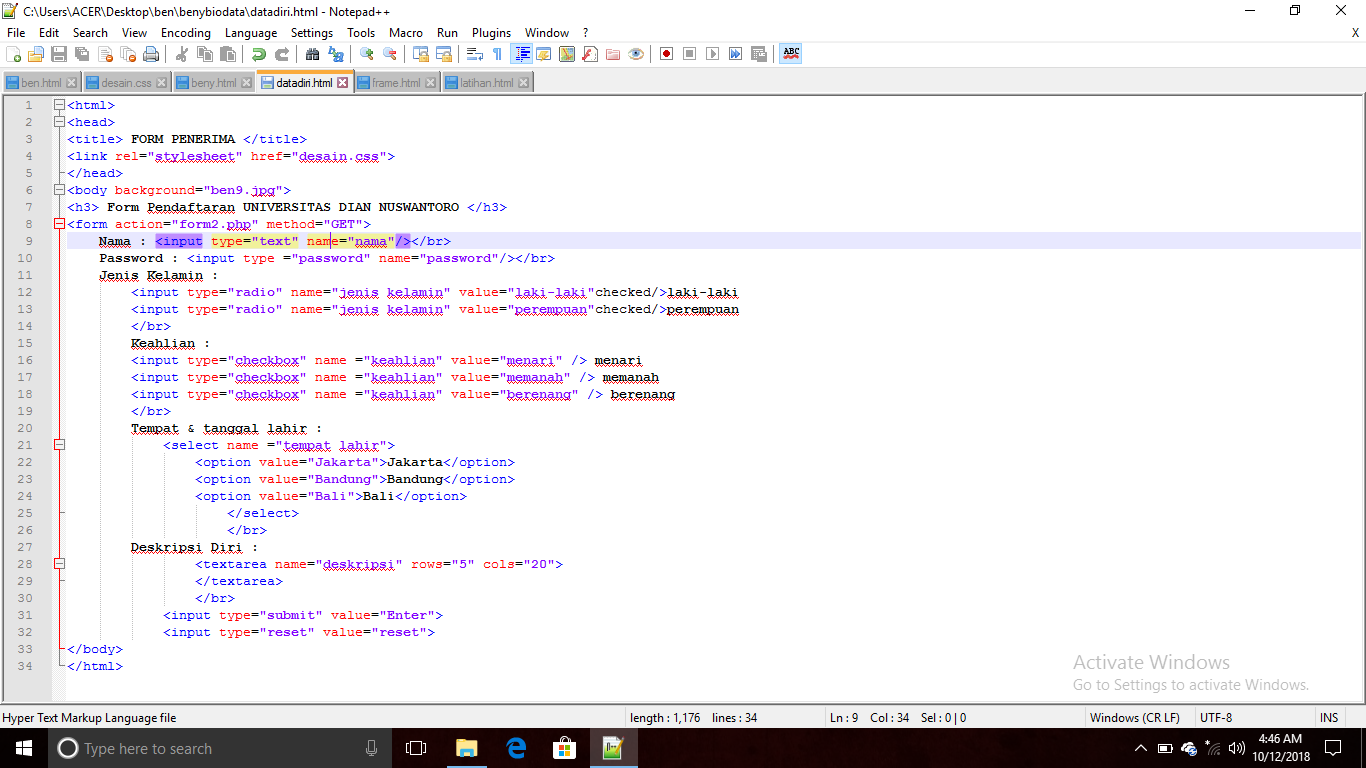 C:\Users\ACER\Desktop\ben\benybiodata\datadiri.html - Notepad++
File Edit Search View Encoding Language Settings Tools Macro Run Plugins Window ? X
ABC
ben.html desain.css beny.html datadiri.html frame.html latihan.html
1 <html>
2 <head>
3 <title> FORM PENERIMA </title>
4 <link rel="stylesheet" href="desain.css">
5 </head>
6 <body background="ben9.jpg">
7 <h3> Form Pendaftaran UNIVERSITAS DIAN NUSWANTORO </h3>
8 <form action="form2.php" method="GET">
9 Nama : <input type="text" name="nama"/></br>
10 Password : <input type ="password" name="password"/></br>
11 Jenis Kelamin :
12 <input type="radio" name="jenis kelamin" value="laki-laki"checked/>laki-laki
13 <input type="radio" name="jenis kelamin" value="perempuan"checked/>perempuan
14 </br>
15 Keahlian :
16 <input type="checkbox" name ="keahlian" value="menari" /> menari
17 <input type="checkbox" name ="keahlian" value="memanah" /> memanah
18 <input type="checkbox" name ="keahlian" value="berenang" /> berenang
19 </br>
20 Tempat & tanggal lahir :
21 <select name ="tempat lahir">
22 <option value="Jakarta">Jakarta</option>
23 <option value="Bandung">Bandung</option>
24 <option value="Bali">Bali</option>
25 </select>
26 </br>
27 Deskripsi Diri :
28 <textarea name="deskripsi" rows="5" cols="20">
29 </textarea>
30 </br>
31 <input type="submit" value="Enter">
32 <input type="reset" value="reset">
33 </body>
34 </html>
Activate Windows
Go to Settings to activate Windows.
Hyper Text Markup Language file length : 1,176 lines : 34 Ln : 9 Col : 34 Sel : 0 | 0 Windows (CR LF) UTF-8 INS
Type here to search
4:46 AM
10/12/2018